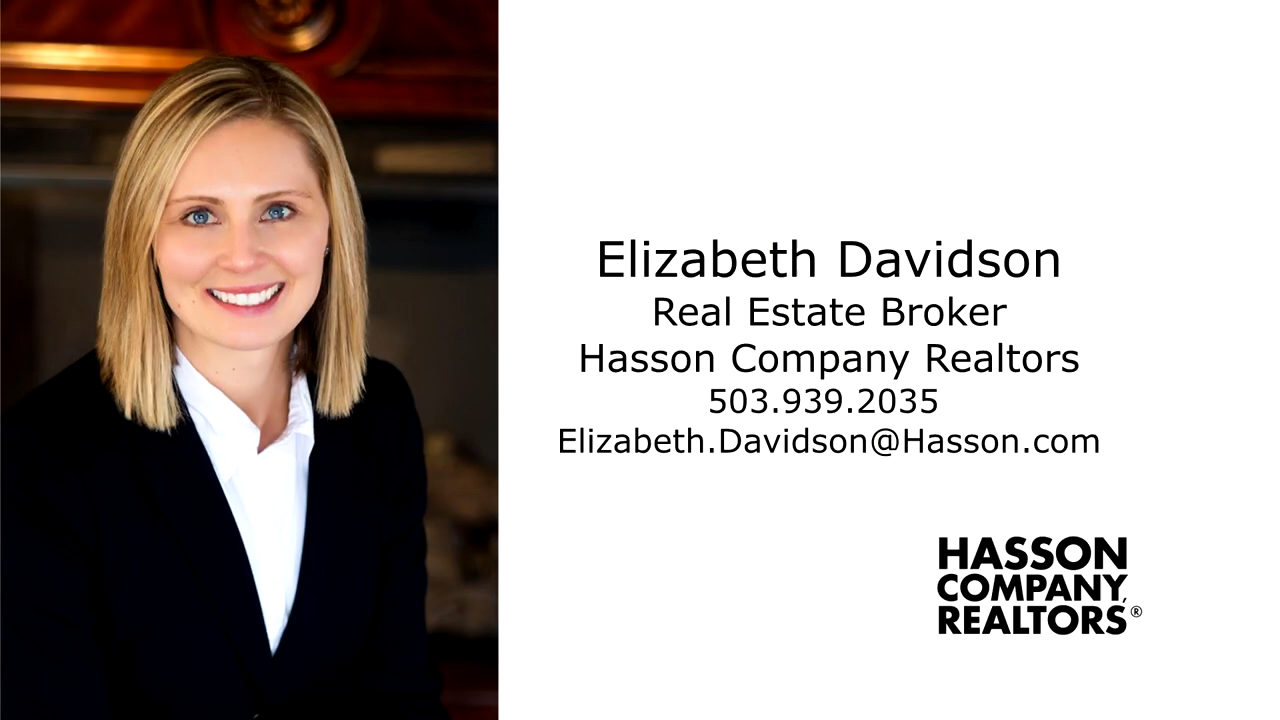 Elizabeth Davidson
Real Estate Broker
Hasson Company Realtors
503.939.2035
Elizabeth.Davidson@Hasson.com
HASSON
COMPANY,
REALTORS®